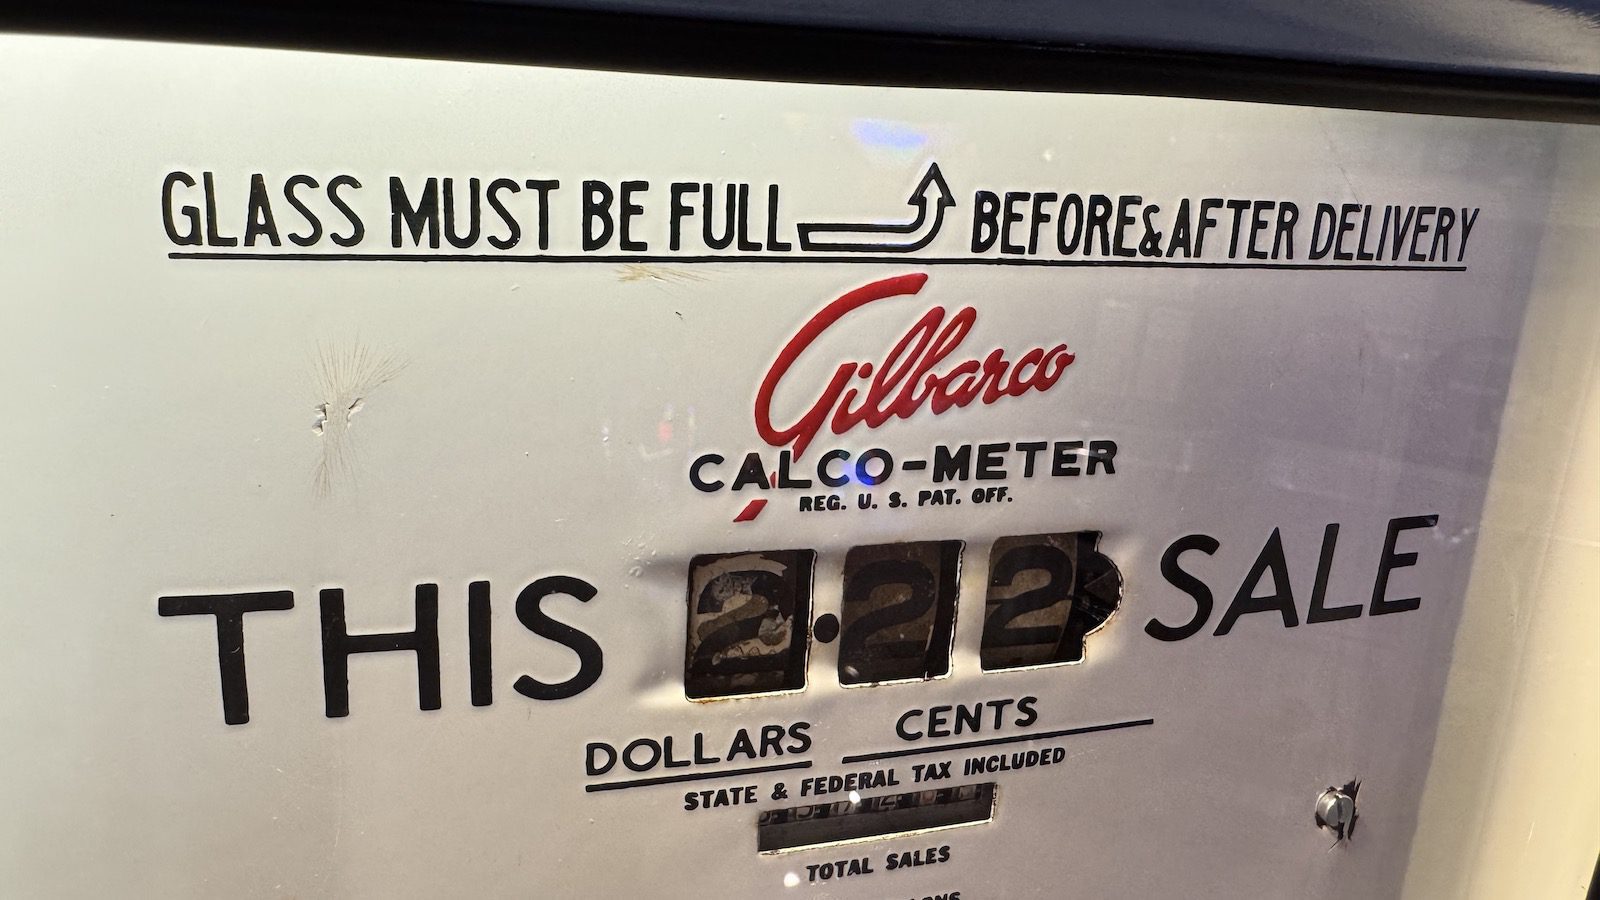 GLASS MUST BE FULL BEFORE & AFTER DELIVERY
Gilbarco
CALCO-METER
REG. U. S. PAT. OFF.
THIS 2.22 SALE
DOLLARS CENTS
STATE & FEDERAL TAX INCLUDED
TOTAL SALES